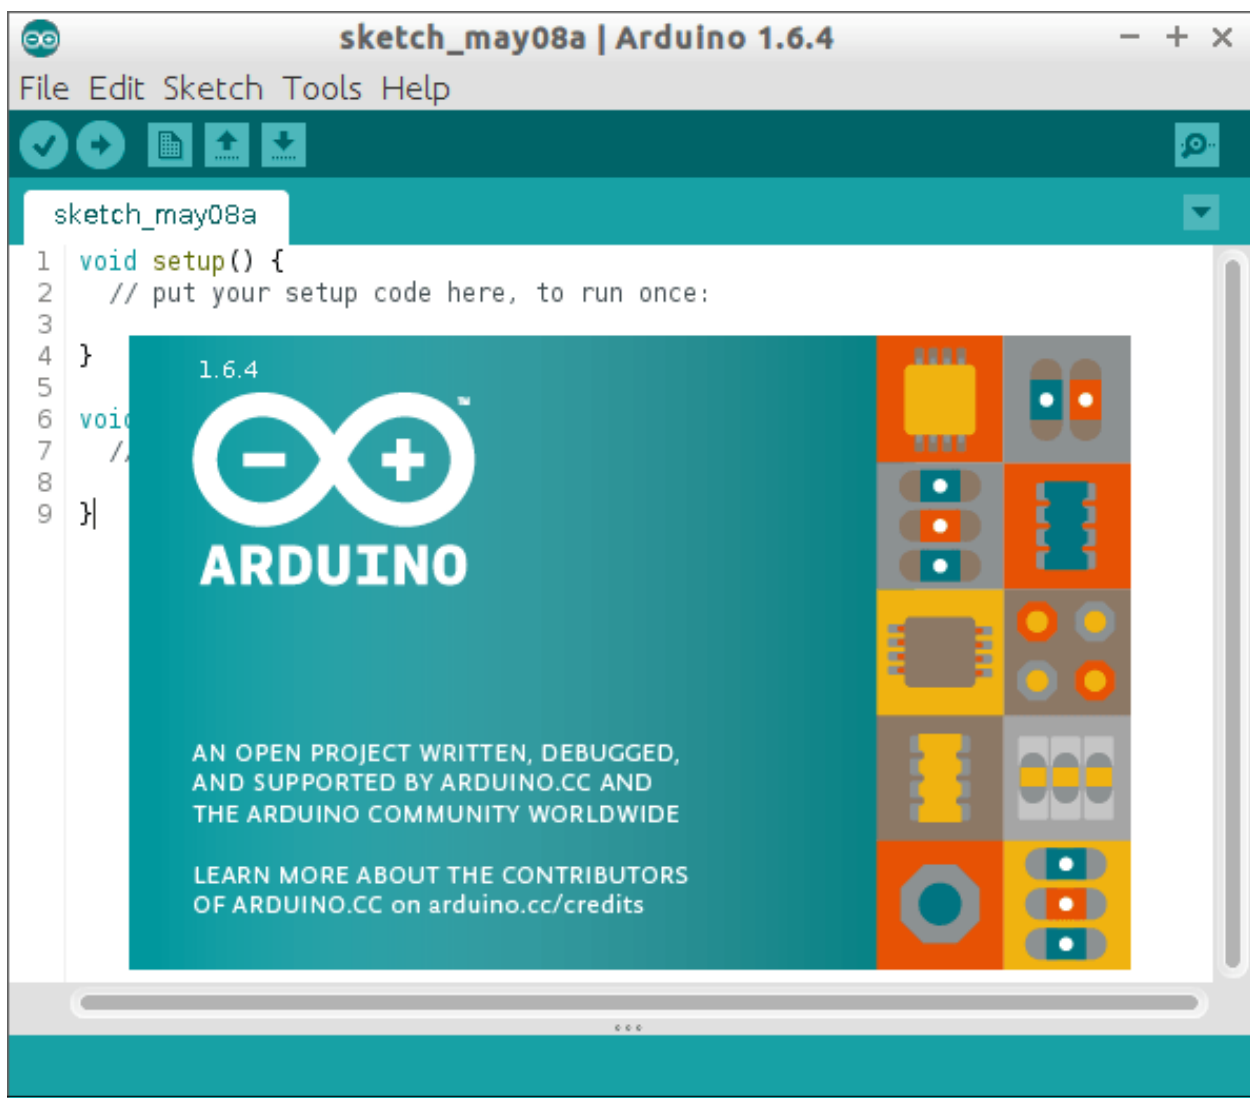 sketch_may08a | Arduino 1.6.4
File Edit Sketch Tools Help
sketch_may08a
1 void setup() {
2 // put your setup code here, to run once:
3
4 }
5
6
7 //
8
9 }
1.6.4
™
ARDUINO
AN OPEN PROJECT WRITTEN, DEBUGGED,
AND SUPPORTED BY ARDUINO.CC AND
THE ARDUINO COMMUNITY WORLDWIDE
LEARN MORE ABOUT THE CONTRIBUTORS
OF ARDUINO.CC on arduino.cc/credits